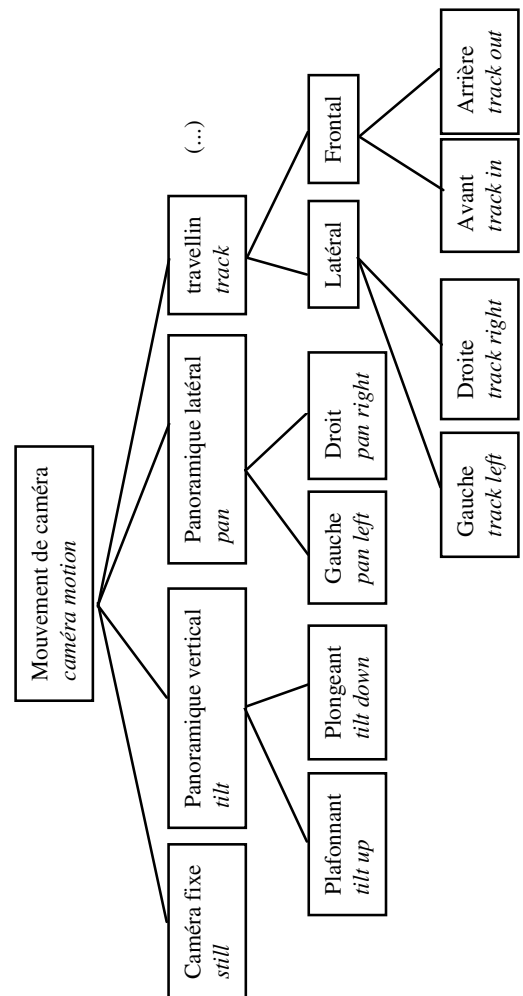 Mouvement de caméra
caméra motion
Caméra fixe
still
Panoramique vertical
tilt
Panoramique latéral
pan
travellin
track
(...)
Plafonnant
tilt up
Plongeant
tilt down
Gauche
pan left
Droit
pan right
Latéral
Frontal
Gauche
track left
Droite
track right
Avant
track in
Arrière
track out